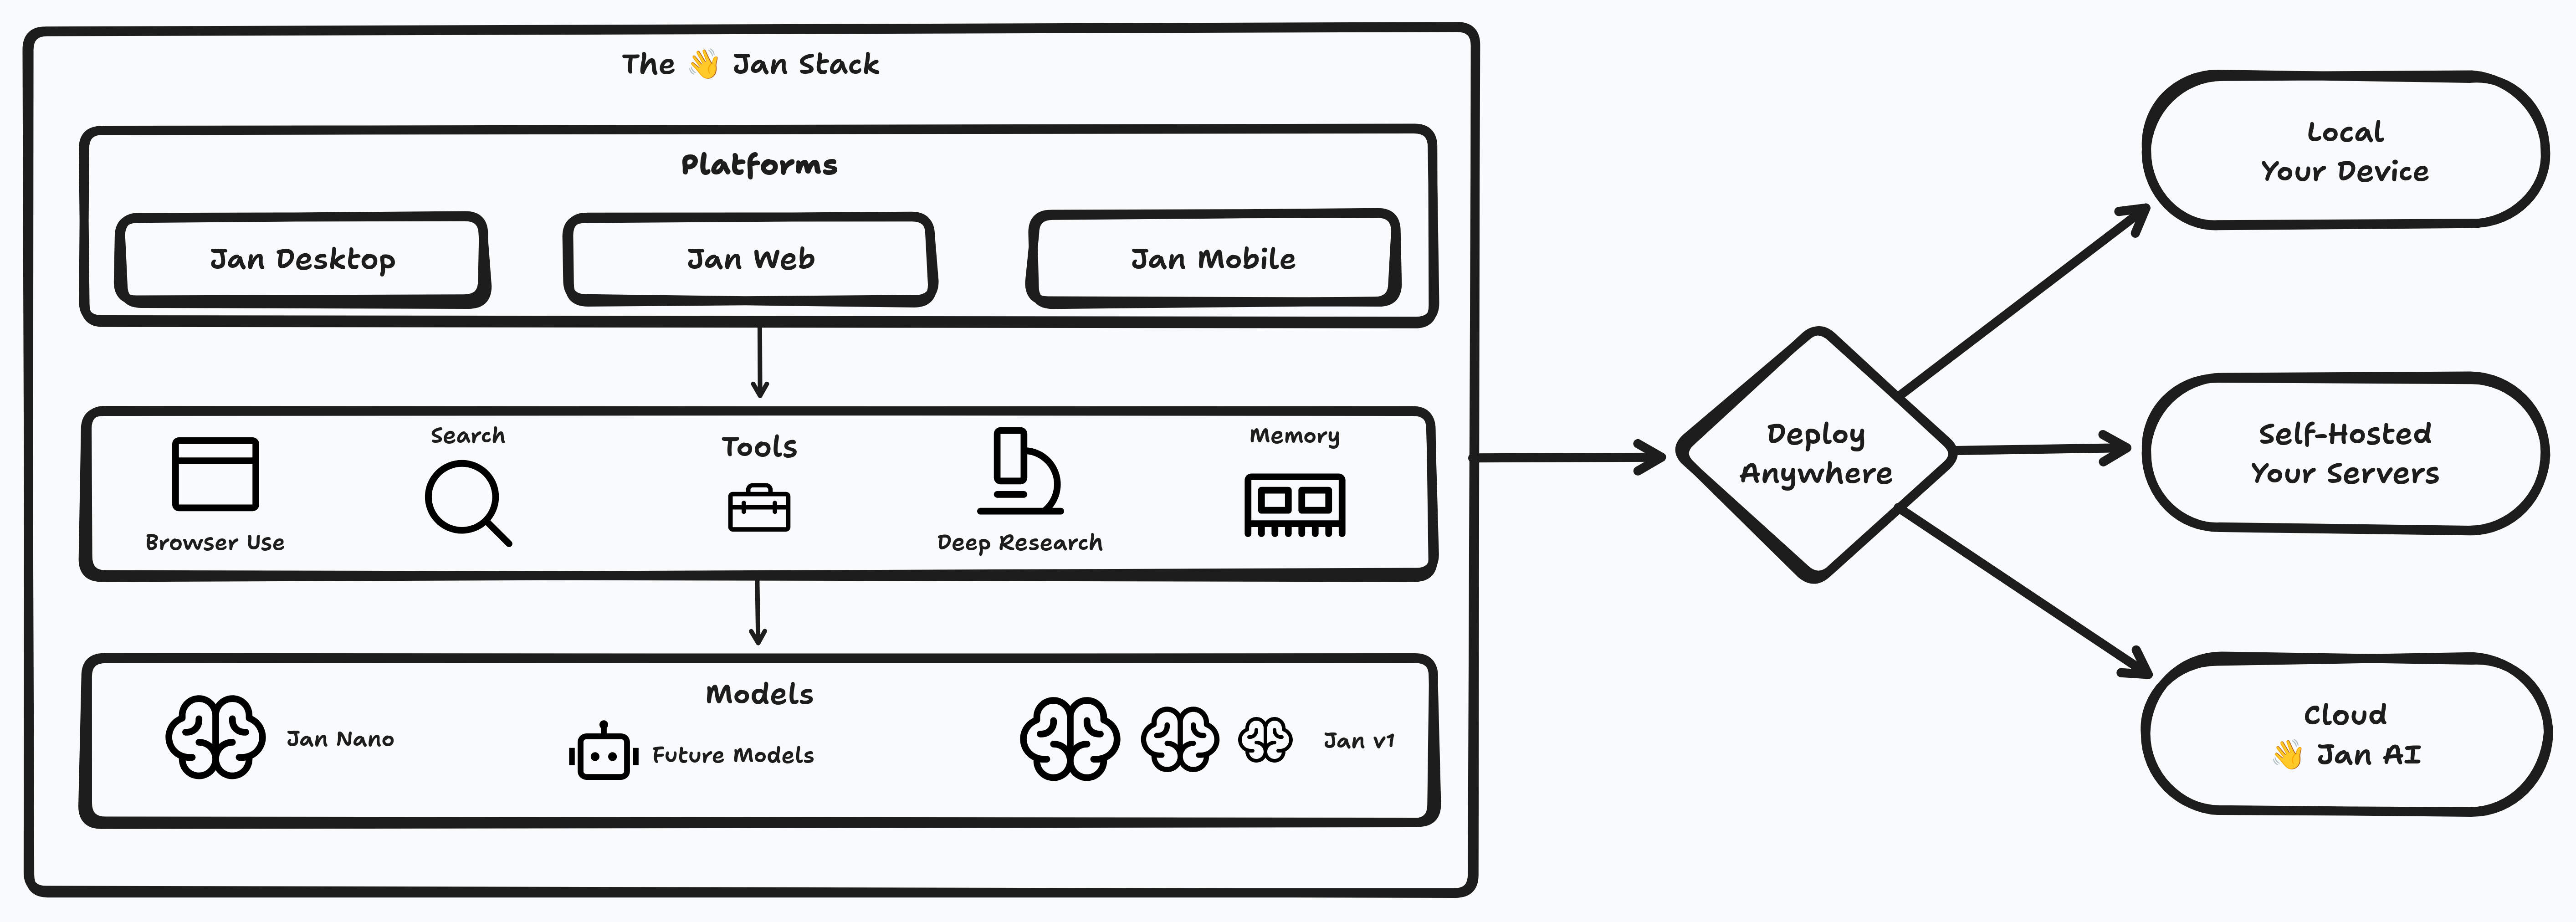 The 👋 Jan Stack
Platforms
Jan Desktop
Jan Web
Jan Mobile
Browser Use
Search
Tools
Deep Research
Memory
Models
Jan Nano
Future Models
Jan v1
Deploy
Anywhere
Local
Your Device
Self-Hosted
Your Servers
Cloud
👋 Jan AI